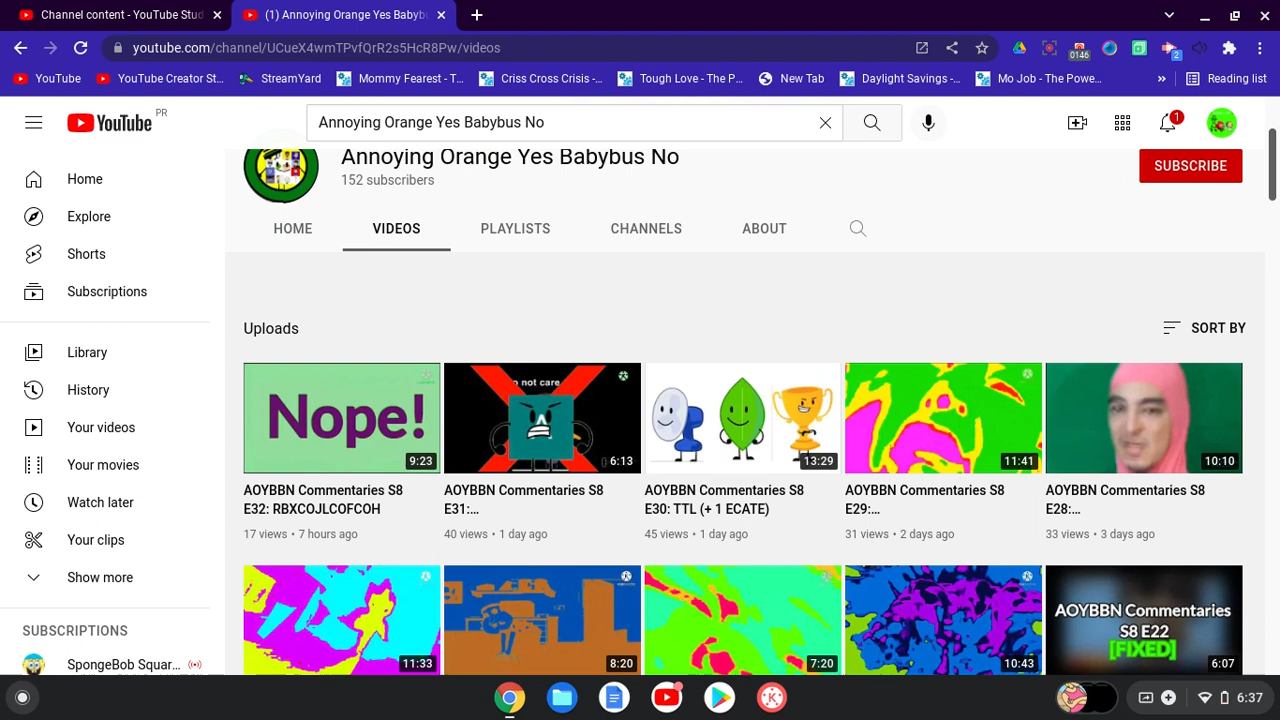 Channel content - YouTube Stud
(1) Annoying Orange Yes Babybu
youtube.com/channel/UCueX4wmTPvfQrR2s5HcR8Pw/videos
0146
2
YouTube
YouTube Creator St...
StreamYard
Mommy Fearest - T...
Criss Cross Crisis -...
Tough Love - The P...
New Tab
Daylight Savings -...
Mo Job - The Powe...
»
Reading list
YouTube PR
Annoying Orange Yes Babybus No
1
Annoying Orange Yes Babybus No
152 subscribers
SUBSCRIBE
Home
Explore
Shorts
Subscriptions
Library
History
Your videos
Your movies
Watch later
Your clips
Show more
SUBSCRIPTIONS
SpongeBob Squar...
HOME
VIDEOS
PLAYLISTS
CHANNELS
ABOUT
Uploads
SORT BY
Nope!
9:23
AOYBBN Commentaries S8
E32: RBXCOJLCOFCOH
17 views • 7 hours ago
o not care
6:13
AOYBBN Commentaries S8
E31:...
40 views • 1 day ago
13:29
AOYBBN Commentaries S8
E30: TTL (+ 1 ECATE)
45 views • 1 day ago
11:41
AOYBBN Commentaries S8
E29:...
31 views • 2 days ago
10:10
AOYBBN Commentaries S8
E28:...
33 views • 3 days ago
11:33
8:20
7:20
10:43
AOYBBN Commentaries
S8 E22
[FIXED]
6:07
6:37